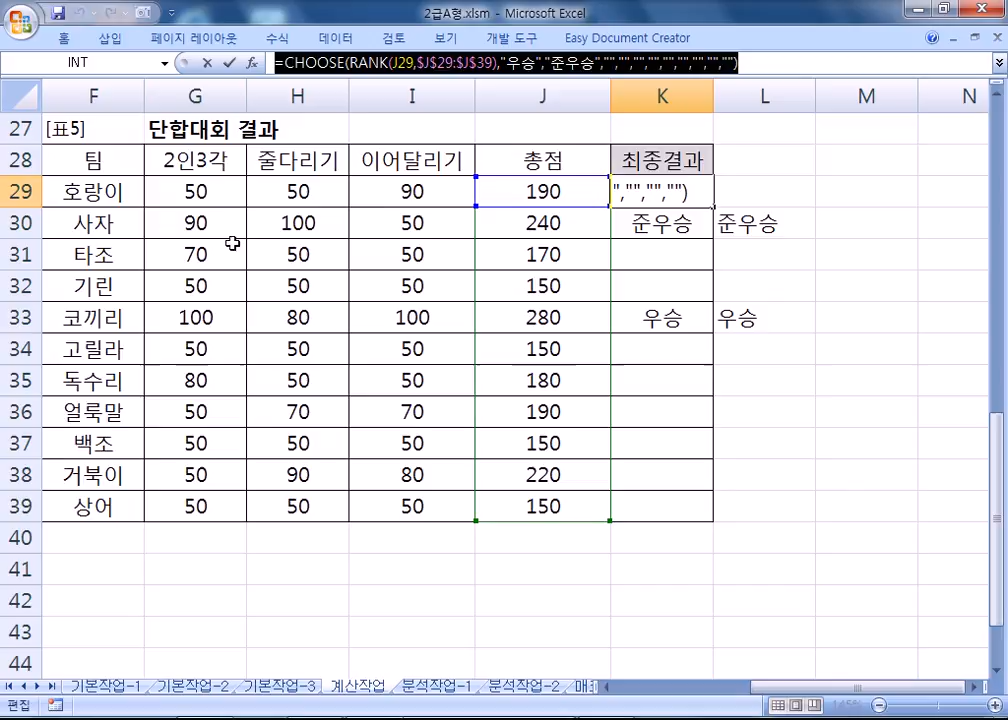 2급A형.xlsm - Microsoft Excel
홈 삽입 페이지 레이아웃 수식 데이터 검토 보기 개발 도구 Easy Document Creator
INT fx =CHOOSE(RANK(J29,$J$29:$J$39),"우승","준우승","","","","","","","","","")
F G H I J K L M N
27 [표5] 단합대회 결과
28 팀 2인3각 줄다리기 이어달리기 총점 최종결과
29 호랑이 50 50 90 190 ","","","")
30 사자 90 100 50 240 준우승 준우승
31 타조 70 50 50 170
32 기린 50 50 50 150
33 코끼리 100 80 100 280 우승 우승
34 고릴라 50 50 50 150
35 독수리 80 50 50 180
36 얼룩말 50 70 70 190
37 백조 50 50 50 150
38 거북이 50 90 80 220
39 상어 50 50 50 150
40
41
42
43
44
기본작업-1 기본작업-2 기본작업-3 계산작업 분석작업-1 분석작업-2
편집 145%